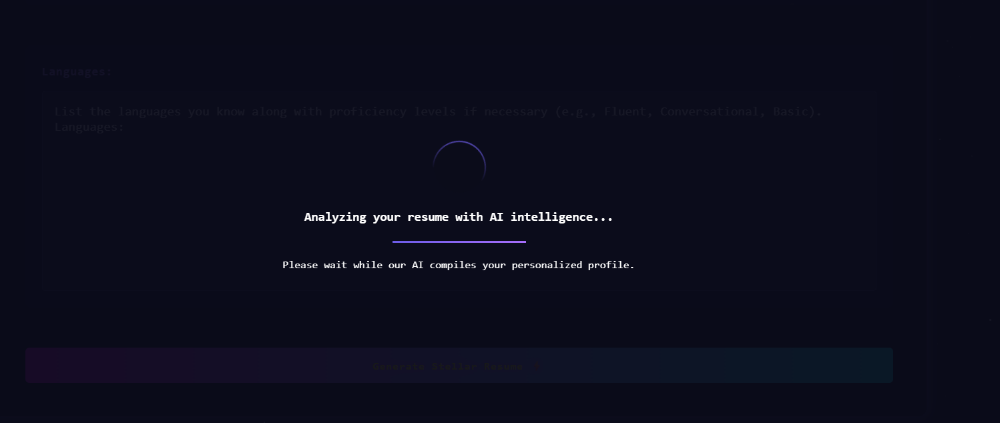 Languages:
List the languages you know along with proficiency levels if necessary (e.g., Fluent, Conversational, Basic).
Languages:
Analyzing your resume with AI intelligence...
Please wait while our AI compiles your personalized profile.
Generate Stellar Resume